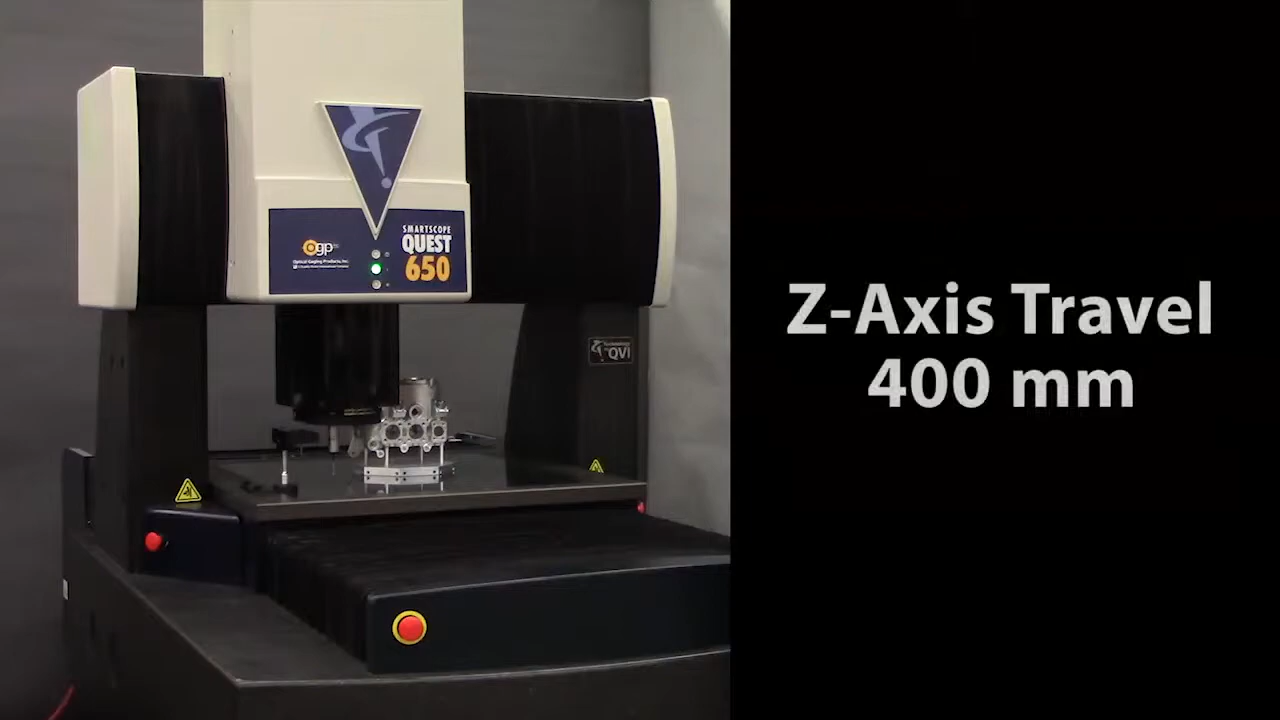 SMARTSCOPE
QUEST
650
ogp
Optical Gaging Products, Inc.
QVI
Z-Axis Travel
400 mm